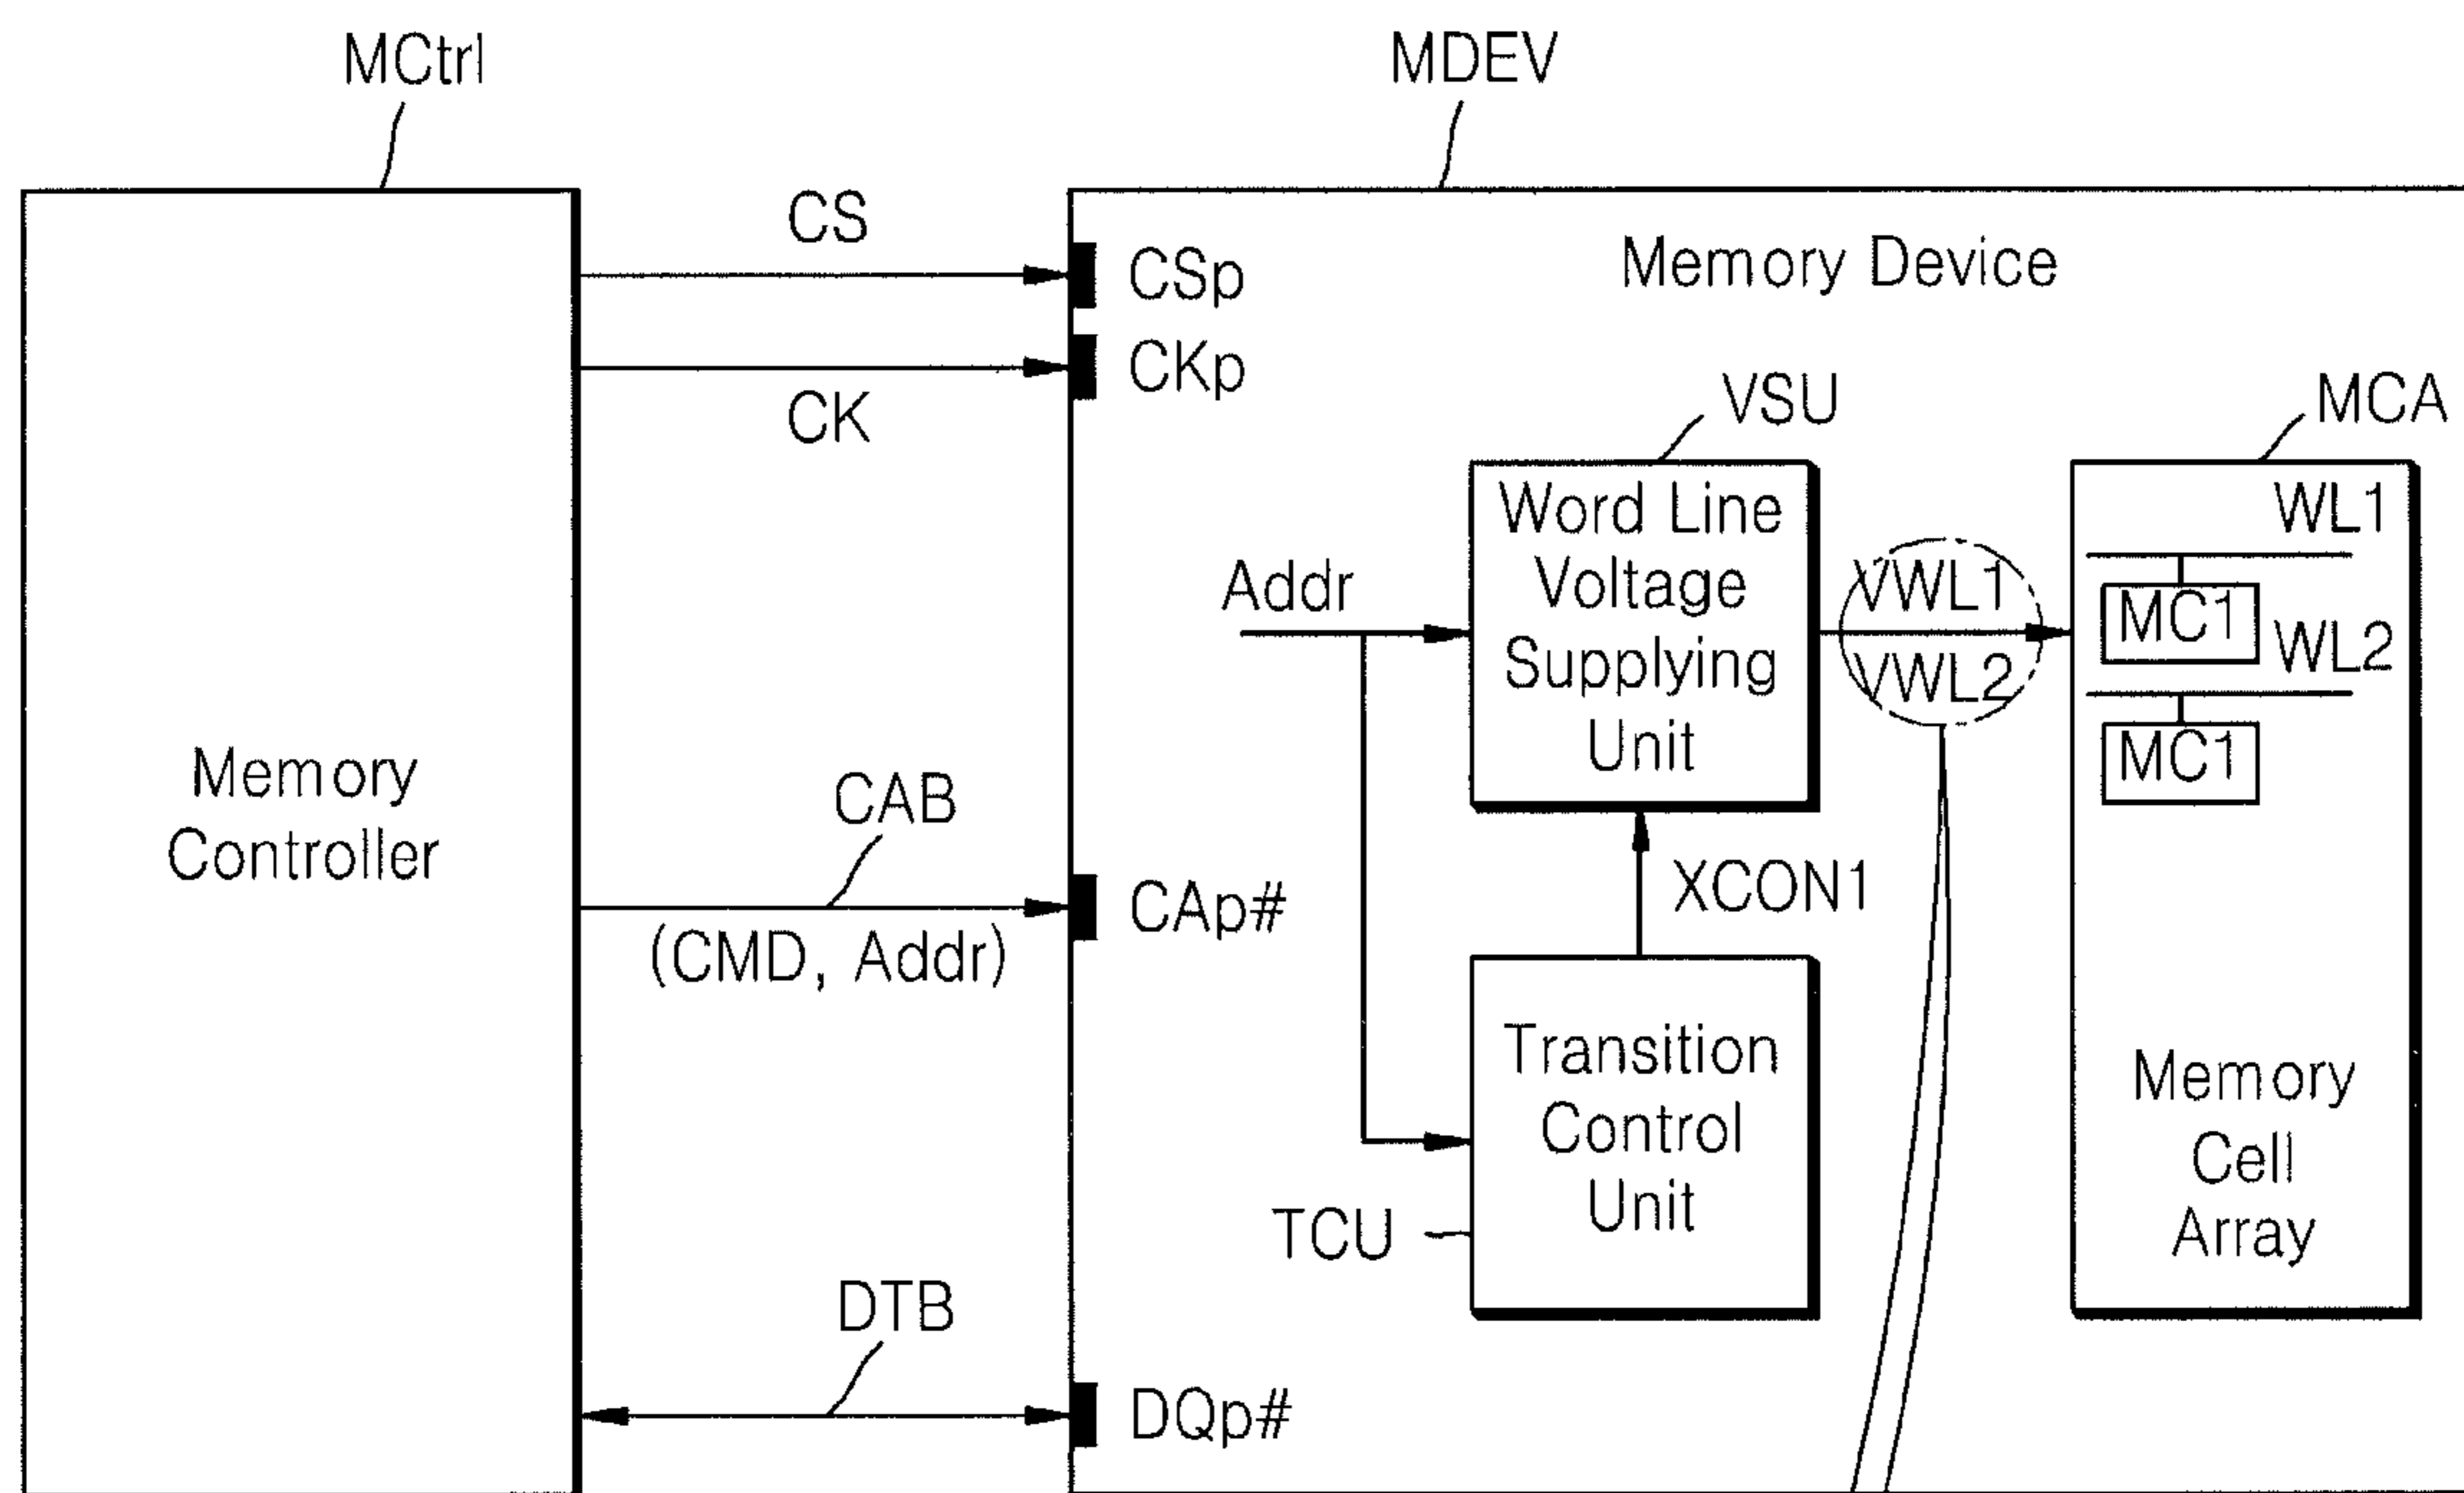 MCtrl
MDEV
CS
CSp
Memory Device
CKp
CK
VSU
MCA
Word Line
Voltage
Supplying
Unit
WL1
Addr
VWL1
VWL2
MC1
WL2
MC1
Memory
Controller
CAB
CAp#
(CMD, Addr)
XCON1
Transition
Control
Unit
TCU
Memory
Cell
Array
DTB
DQp#